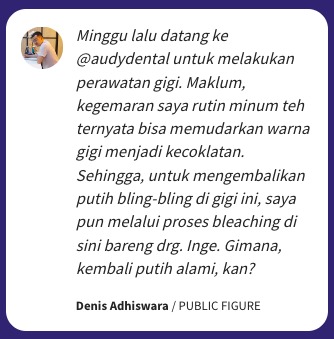 Minggu lalu datang ke
@audydental untuk melakukan
perawatan gigi. Maklum,
kegemaran saya rutin minum teh
ternyata bisa memudarkan warna
gigi menjadi kecoklatan.
Sehingga, untuk mengembalikan
putih bling-bling di gigi ini, saya
pun melalui proses bleaching di
sini bareng drg. Inge. Gimana,
kembali putih alami, kan?
Denis Adhiswara / PUBLIC FIGURE